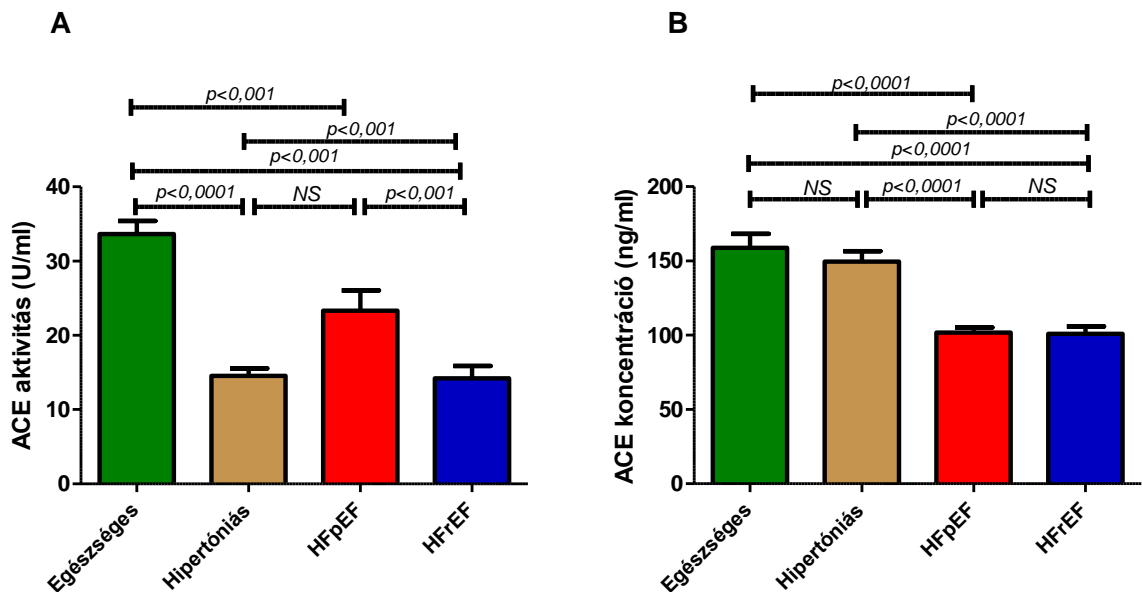 A
p<0,001
p<0,001
p<0,001
p<0,0001 NS p<0,001
ACE aktivitás (U/ml)
40
30
20
10
0
Egészséges
Hipertóniás
HFpEF
HFrEF
B
p<0,0001
p<0,0001
p<0,0001
NS p<0,0001 NS
ACE koncentráció (ng/ml)
200
150
100
50
0
Egészséges
Hipertóniás
HFpEF
HFrEF